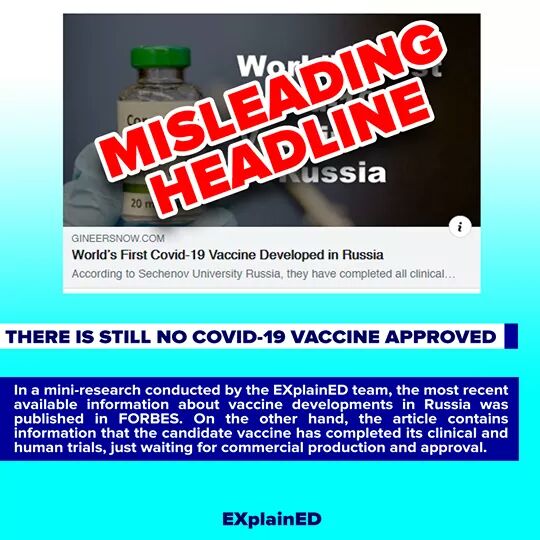 Wor
MISLEADING
HEADLINE
Russia
20 m
i
GINEERSNOW.COM
World's First Covid-19 Vaccine Developed in Russia
According to Sechenov University Russia, they have completed all clinical...
THERE IS STILL NO COVID-19 VACCINE APPROVED
In a mini-research conducted by the EXplainED team, the most recent
available information about vaccine developments in Russia was
published in FORBES. On the other hand, the article contains
information that the candidate vaccine has completed its clinical and
human trials, just waiting for commercial production and approval.
EXplainED